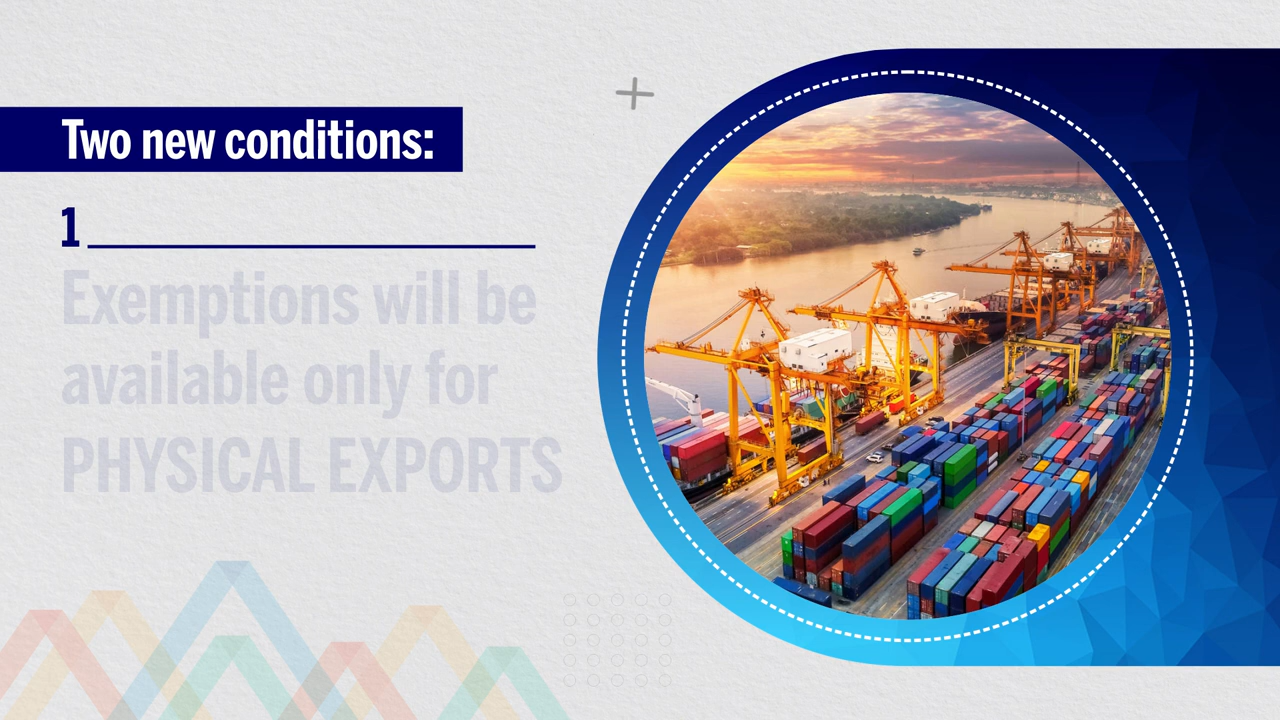 Two new conditions:
1
Exemptions will be
available only for
PHYSICAL EXPORTS